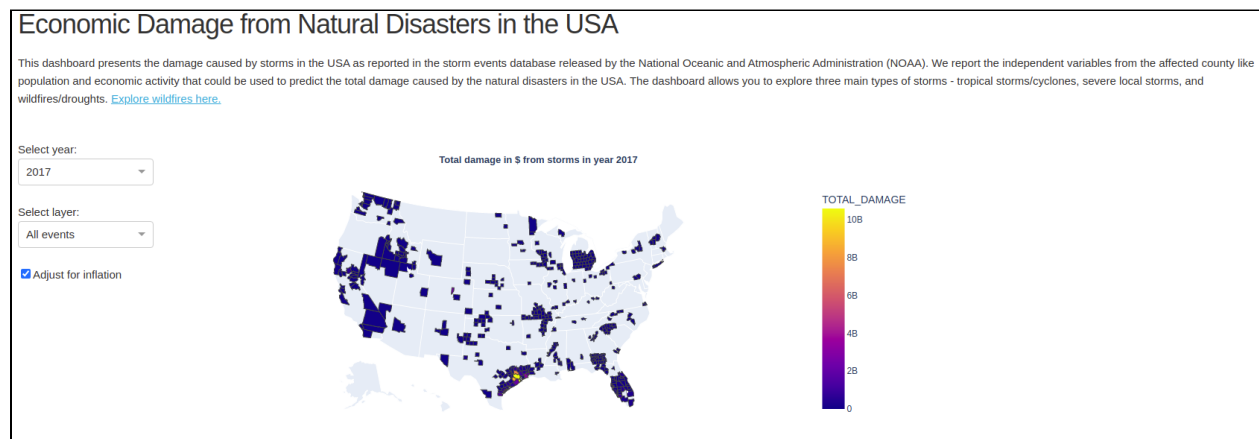 Economic Damage from Natural Disasters in the USA
This dashboard presents the damage caused by storms in the USA as reported in the storm events database released by the National Oceanic and Atmospheric Administration (NOAA). We report the independent variables from the affected county like
population and economic activity that could be used to predict the total damage caused by the natural disasters in the USA. The dashboard allows you to explore three main types of storms - tropical storms/cyclones, severe local storms, and
wildfires/droughts. Explore wildfires here.
Select year:
2017
Select layer:
All events
Adjust for inflation
Total damage in $ from storms in year 2017
TOTAL_DAMAGE
10B
8B
6B
4B
2B
0